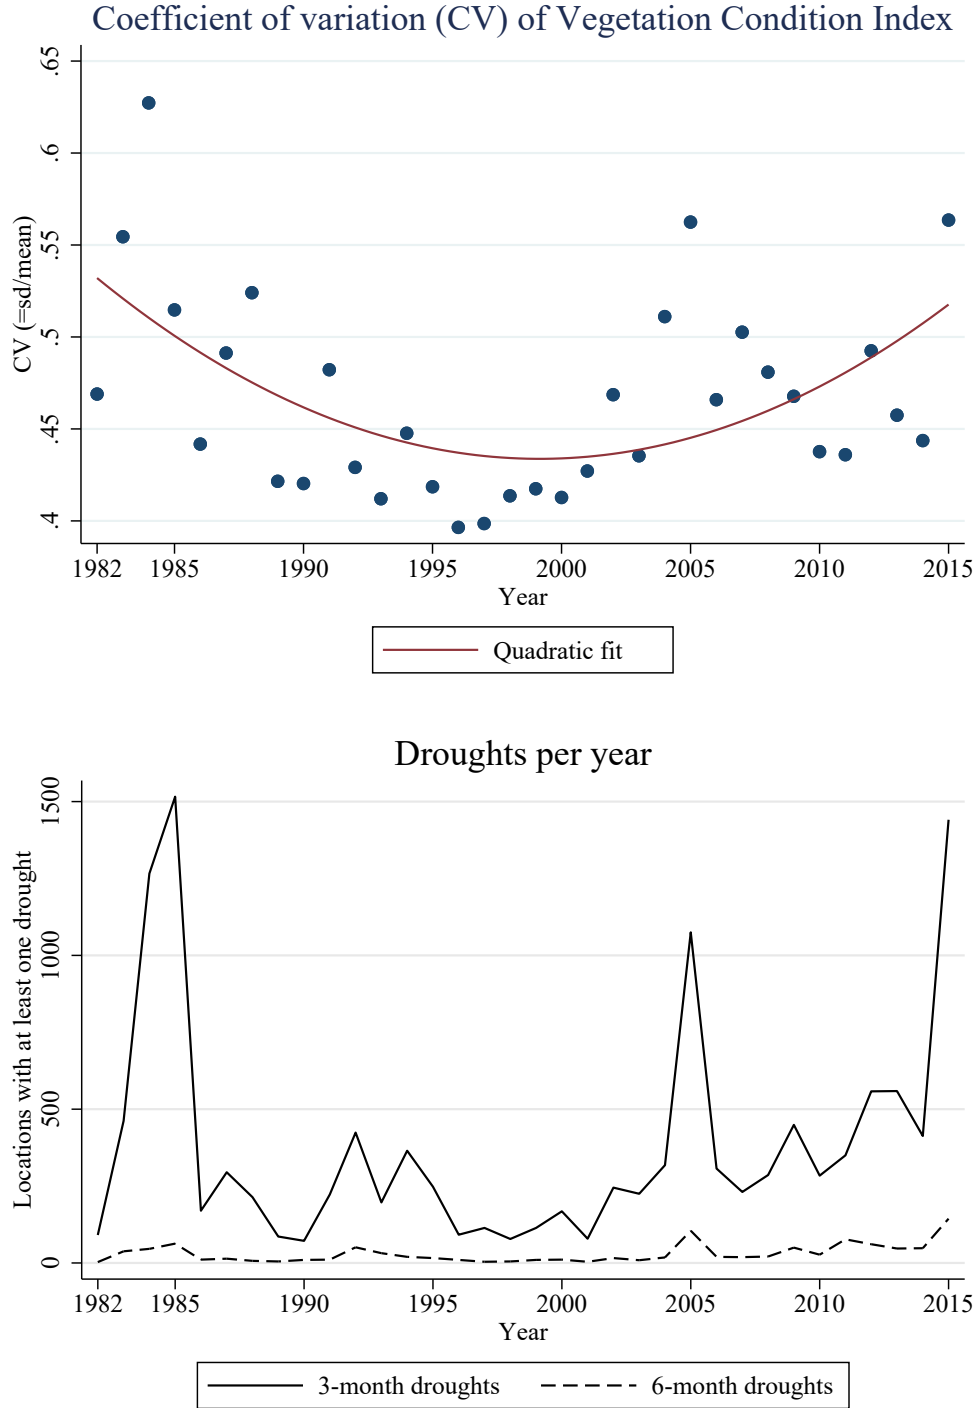 Coefficient of variation (CV) of Vegetation Condition Index
CV (=sd/mean)
.65
.6
.55
.5
.45
.4
1982 1985 1990 1995 2000 2005 2010 2015
Year
Quadratic fit
Droughts per year
Locations with at least one drought
1500
1000
500
0
1982 1985 1990 1995 2000 2005 2010 2015
Year
3-month droughts 6-month droughts